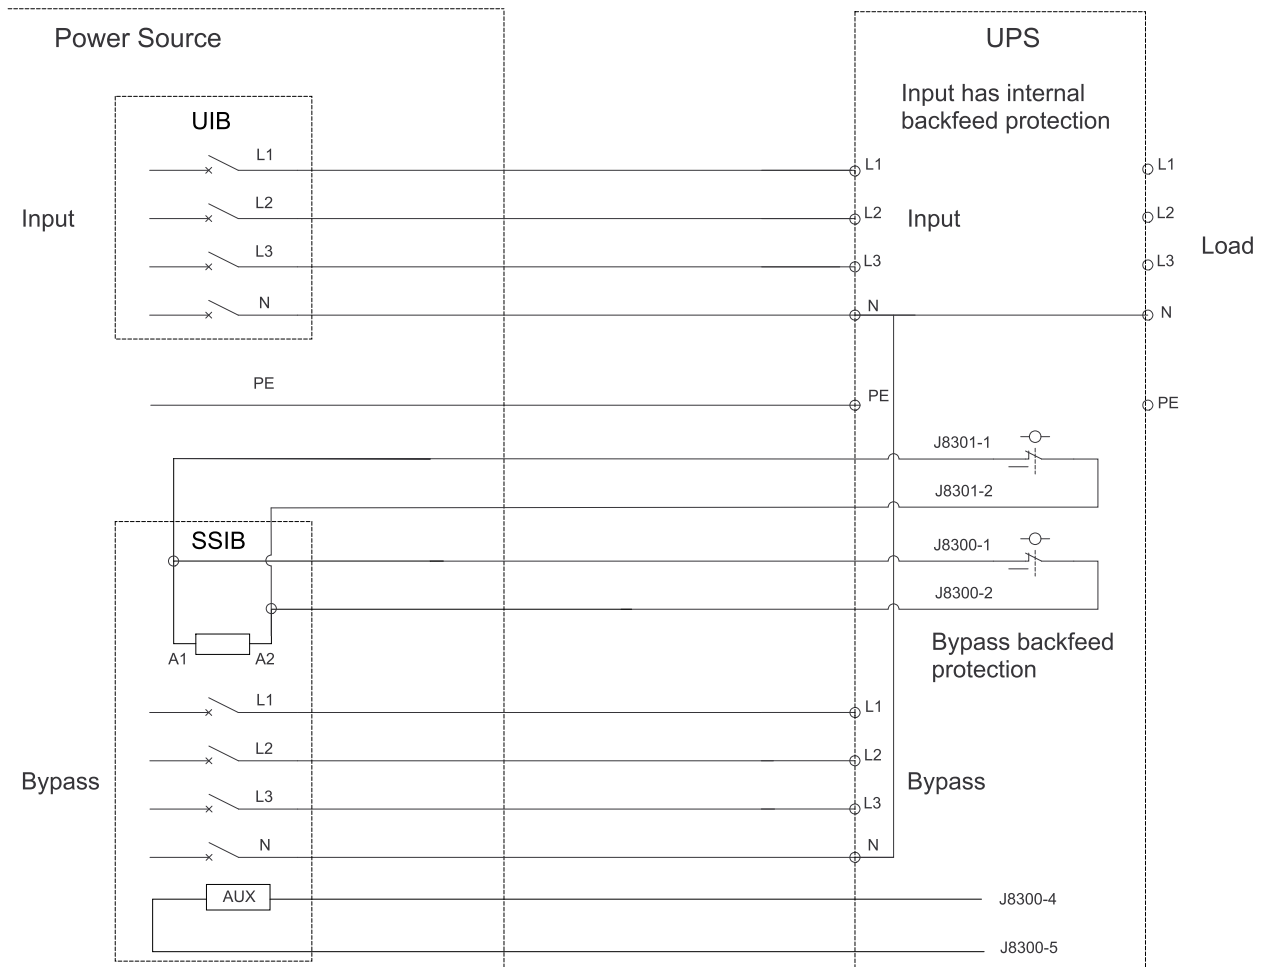 Power Source
UPS
Input has internal
backfeed protection
UIB
L1
L1
L1
L2
L2
L2
Input
Input
Load
L3
L3
L3
N
N
N
PE
PE
PE
J8301-1
J8301-2
SSIB
J8300-1
J8300-2
A1
A2
Bypass backfeed
protection
L1
L1
L2
L2
Bypass
Bypass
L3
L3
N
N
AUX
J8300-4
J8300-5